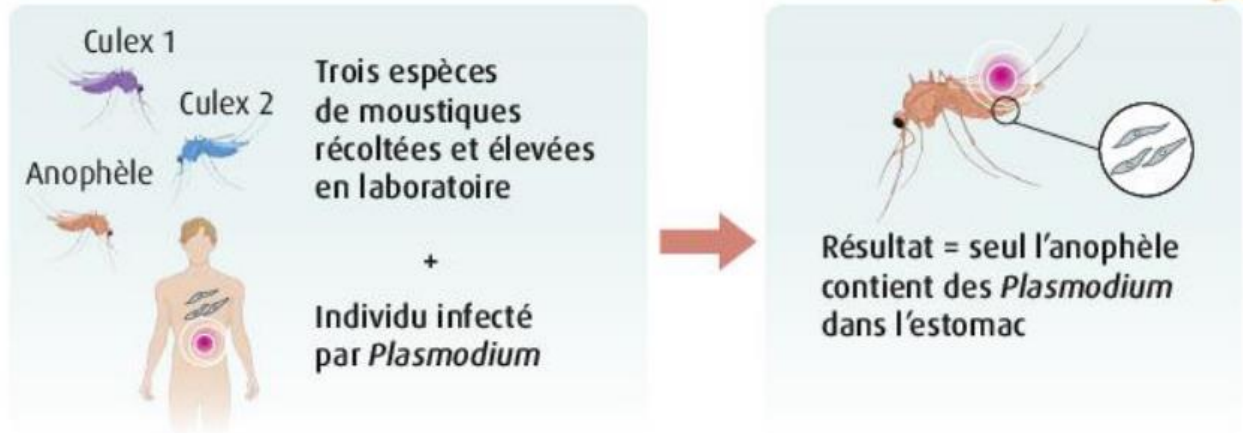 Culex 1
Culex 2
Anophèle
Trois espèces
de moustiques
récoltées et élevées
en laboratoire
+
Individu infecté
par Plasmodium
Résultat = seul l'anophèle
contient des Plasmodium
dans l'estomac